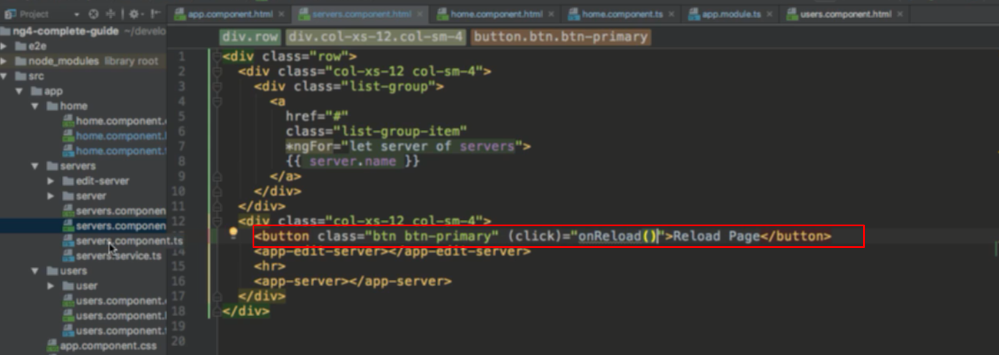 Project
app.component.html
servers.component.html
home.component.html
home.component.ts
app.module.ts
users.component.html
ng4-complete-guide ~/develo
e2e
node_modules library root
src
app
home
home.component.
home.component.
home.component.
servers
edit-server
server
servers.componen
servers.componen
servers.component.ts
servers.service.ts
users
user
users.component.
users.component.
users.component.
app.component.css
div.row div.col-xs-12.col-sm-4 button.btn.btn-primary
1 <div class="row">
2 <div class="col-xs-12 col-sm-4">
3 <div class="list-group">
4 <a
5 href="#"
6 class="list-group-item"
7 *ngFor="let server of servers">
8 {{ server.name }}
9 </a>
10 </div>
11 </div>
12 <div class="col-xs-12 col-sm-4">
<button class="btn btn-primary" (click)="onReload()">Reload Page</button>
14 <app-edit-server></app-edit-server>
15 <hr>
16 <app-server></app-server>
17 </div>
18 </div>
19
20